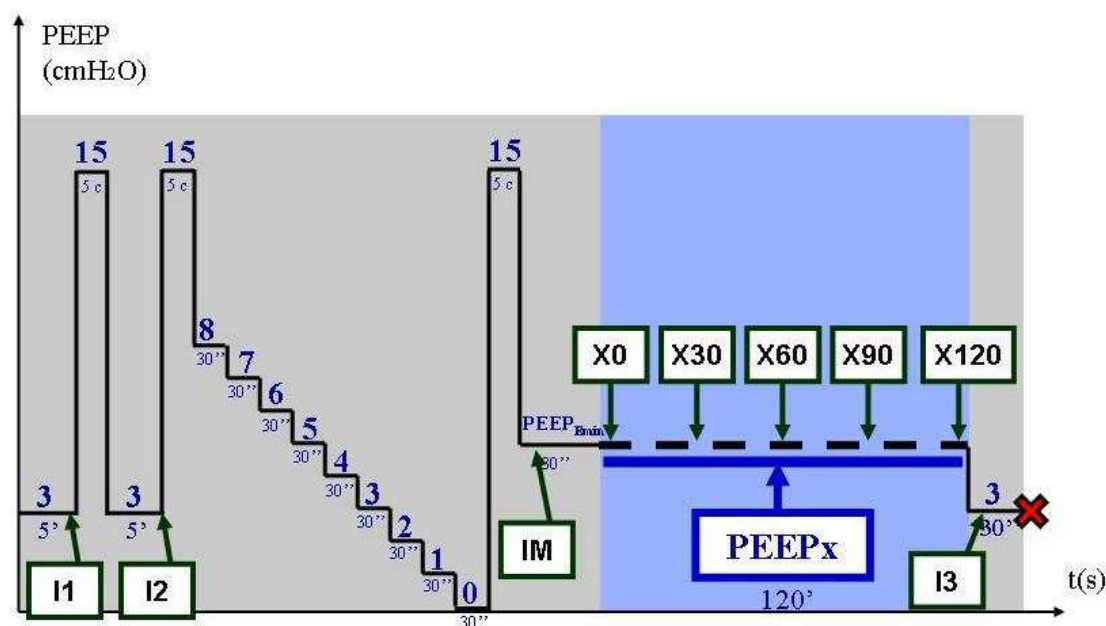 PEEP
(cmH2O)
15
5 c
15
5 c
15
5 c
8
30’’
7
30’’
6
30’’
5
30’’
4
30’’
3
30’’
2
30’’
1
30’’
0
30’’
3
5’
3
5’
I1
I2
PEEPEmin
30’’
IM
X0
X30
X60
X90
X120
PEEPx
120’
3
30’’
I3
t(s)